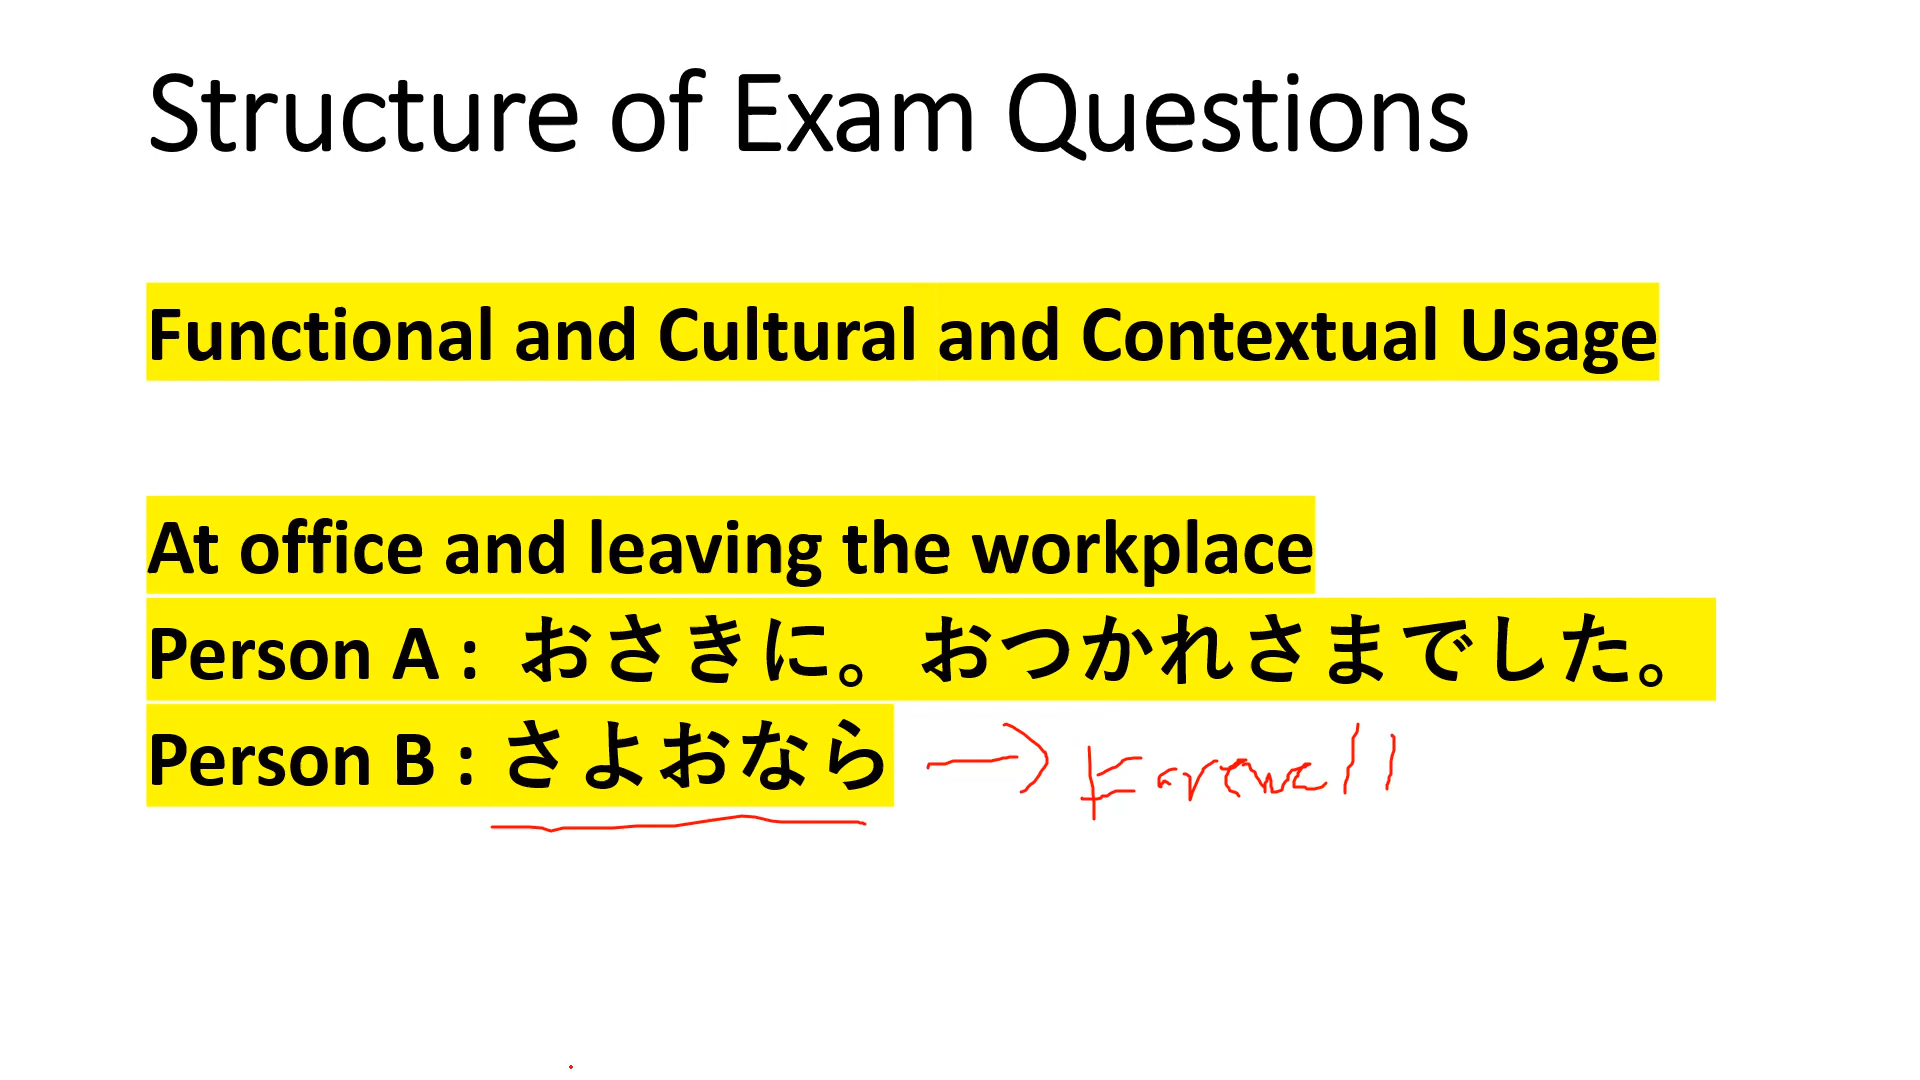 Structure of Exam Questions
Functional and Cultural and Contextual Usage
At office and leaving the workplace
Person A : おさきに。おつかれさまでした。
Person B : さよおなら → Farewell